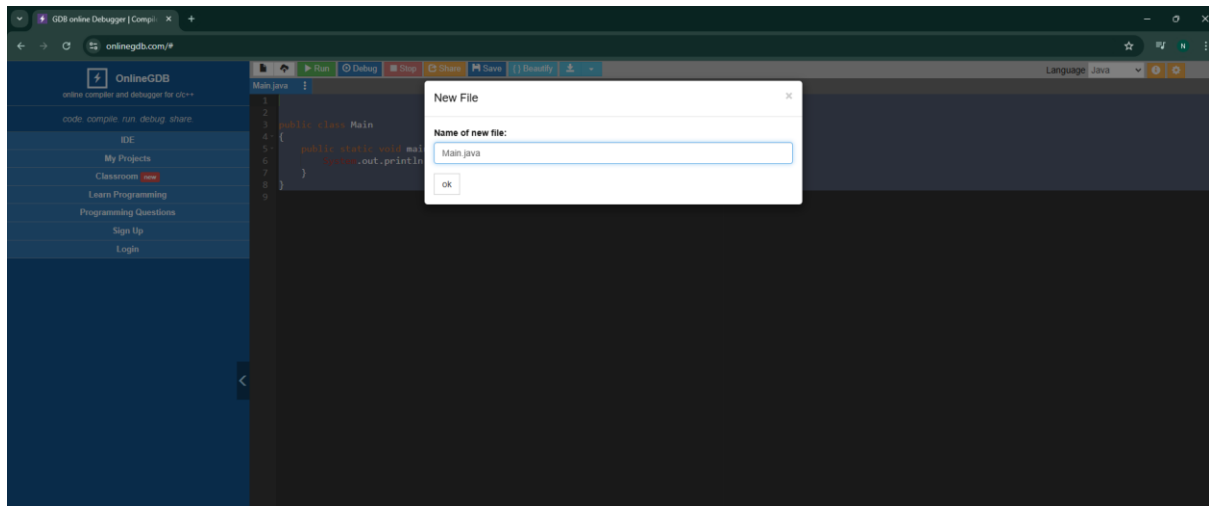 GDB online Debugger | Compil
onlinegdb.com/#
N
OnlineGDB
online compiler and debugger for c/c++
code. compile. run. debug. share.
IDE
My Projects
Classroom new
Learn Programming
Programming Questions
Sign Up
Login
Run Debug Stop Share Save { } Beautify
Language Java
Main.java
1
2
3 public class Main
4 {
5 public static void mai
6 .out.println
7 }
8 }
9
New File
×
Name of new file:
Main.java
ok